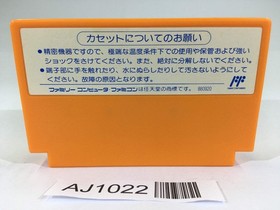 カセットについてのお願い
●精密機器ですので、極端な温度条件下での使用や保管および強い
ショックをさけてください。また、絶対に分解しないでください。
●端子部に手を触れたり、水にぬらしたりして汚さないようにして
ください。故障の原因となります。
ファミリーコンピュータ・ファミコンは任天堂の商標です。
FF
AJ1022